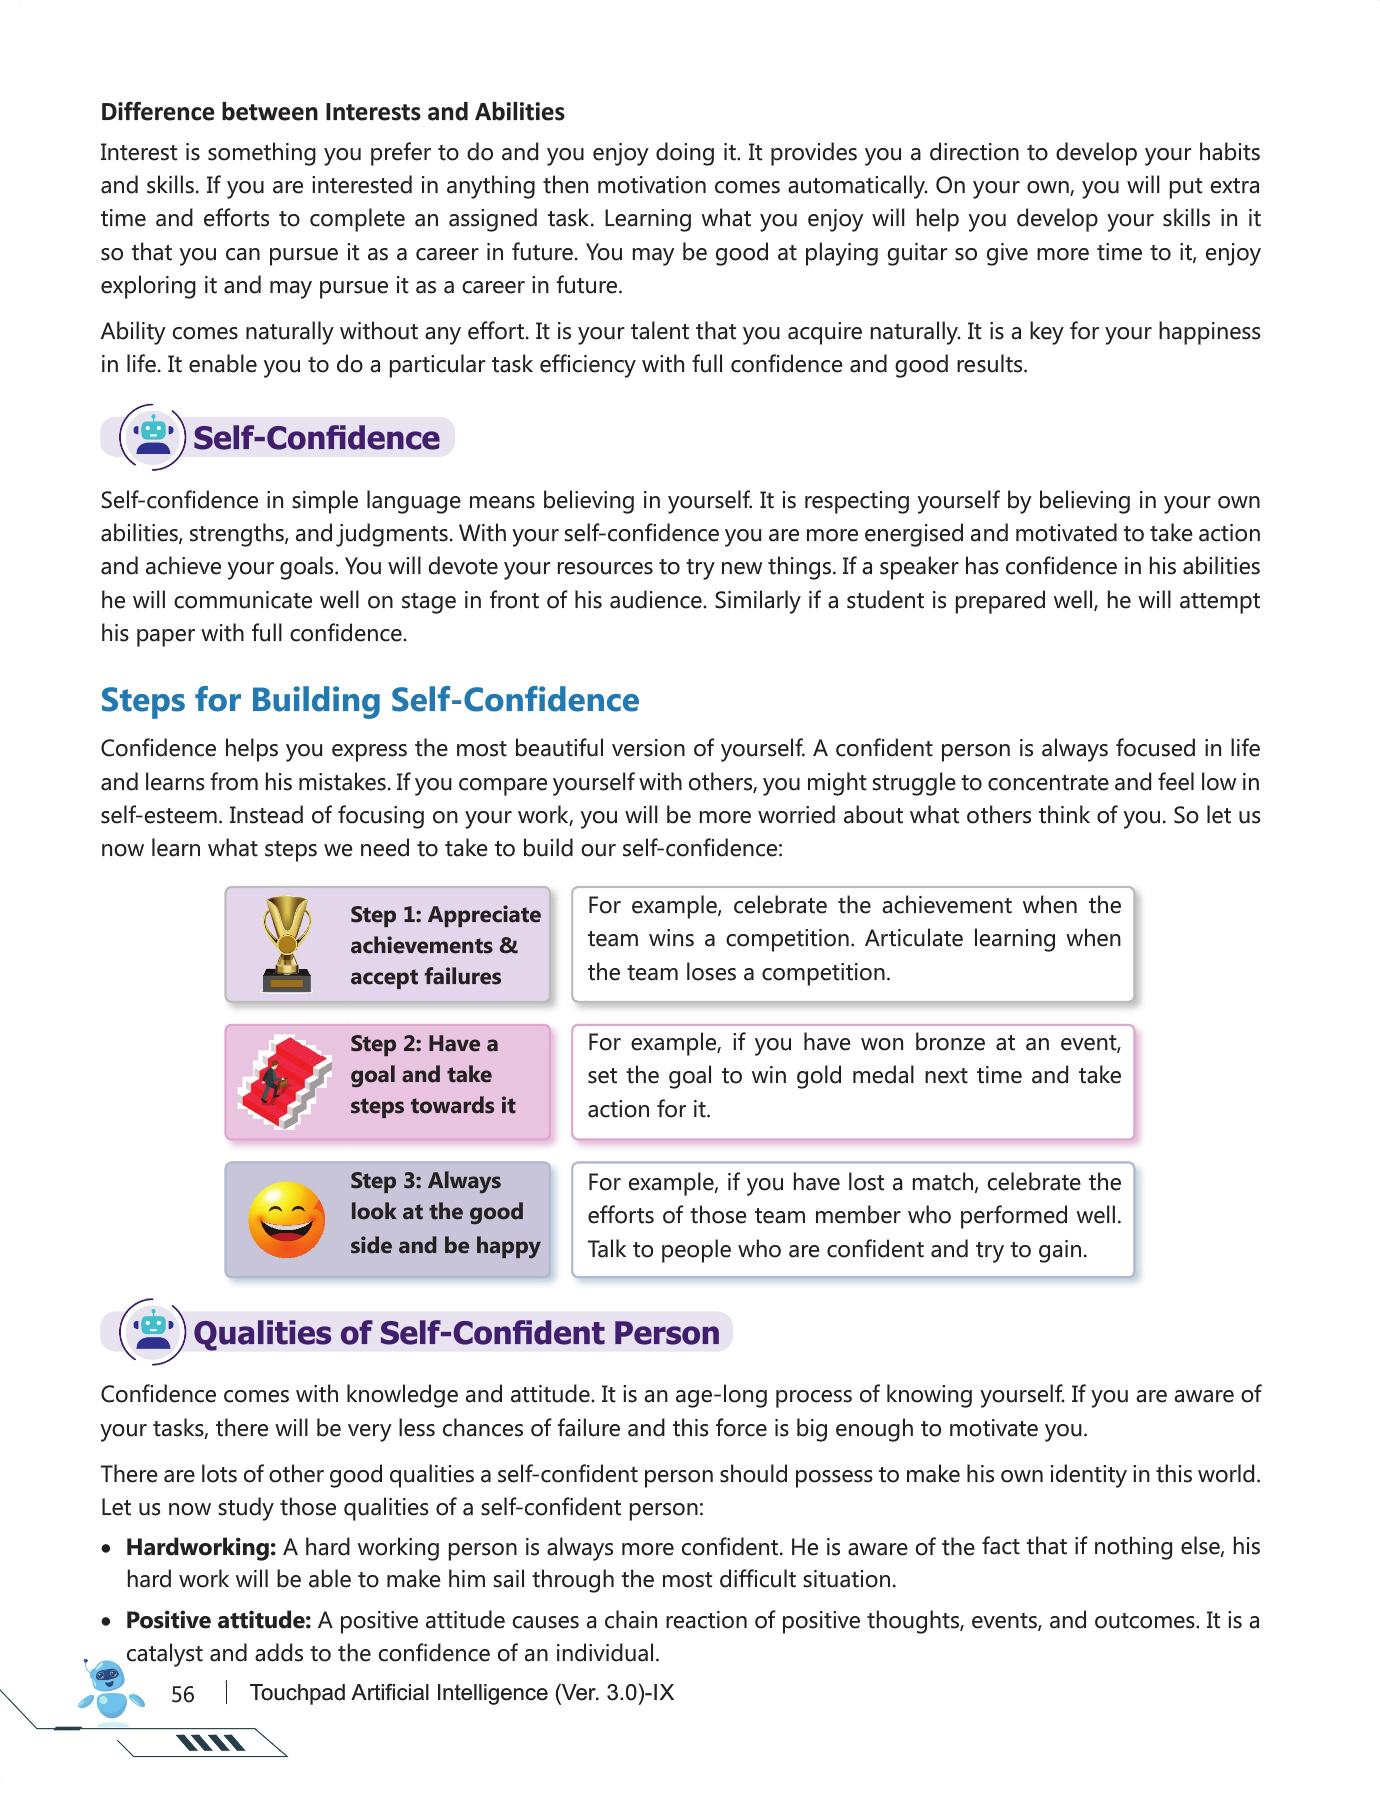 Difference between Interests and Abilities
Interest is something you prefer to do and you enjoy doing it. It provides you a direction to develop your habits
and skills. If you are interested in anything then motivation comes automatically. On your own, you will put extra
time and efforts to complete an assigned task. Learning what you enjoy will help you develop your skills in it
so that you can pursue it as a career in future. You may be good at playing guitar so give more time to it, enjoy
exploring it and may pursue it as a career in future.
Ability comes naturally without any effort. It is your talent that you acquire naturally. It is a key for your happiness
in life. It enable you to do a particular task efficiency with full confidence and good results.
Self-Confidence
Self-confidence in simple language means believing in yourself. It is respecting yourself by believing in your own
abilities, strengths, and judgments. With your self-confidence you are more energised and motivated to take action
and achieve your goals. You will devote your resources to try new things. If a speaker has confidence in his abilities
he will communicate well on stage in front of his audience. Similarly if a student is prepared well, he will attempt
his paper with full confidence.
Steps for Building Self-Confidence
Confidence helps you express the most beautiful version of yourself. A confident person is always focused in life
and learns from his mistakes. If you compare yourself with others, you might struggle to concentrate and feel low in
self-esteem. Instead of focusing on your work, you will be more worried about what others think of you. So let us
now learn what steps we need to take to build our self-confidence:
Step 1: Appreciate
achievements &
accept failures
For example, celebrate the achievement when the
team wins a competition. Articulate learning when
the team loses a competition.
Step 2: Have a
goal and take
steps towards it
For example, if you have won bronze at an event,
set the goal to win gold medal next time and take
action for it.
Step 3: Always
look at the good
side and be happy
For example, if you have lost a match, celebrate the
efforts of those team member who performed well.
Talk to people who are confident and try to gain.
Qualities of Self-Confident Person
Confidence comes with knowledge and attitude. It is an age-long process of knowing yourself. If you are aware of
your tasks, there will be very less chances of failure and this force is big enough to motivate you.
There are lots of other good qualities a self-confident person should possess to make his own identity in this world.
Let us now study those qualities of a self-confident person:
• Hardworking: A hard working person is always more confident. He is aware of the fact that if nothing else, his
hard work will be able to make him sail through the most difficult situation.
• Positive attitude: A positive attitude causes a chain reaction of positive thoughts, events, and outcomes. It is a
catalyst and adds to the confidence of an individual.
56 | Touchpad Artificial Intelligence (Ver. 3.0)-IX